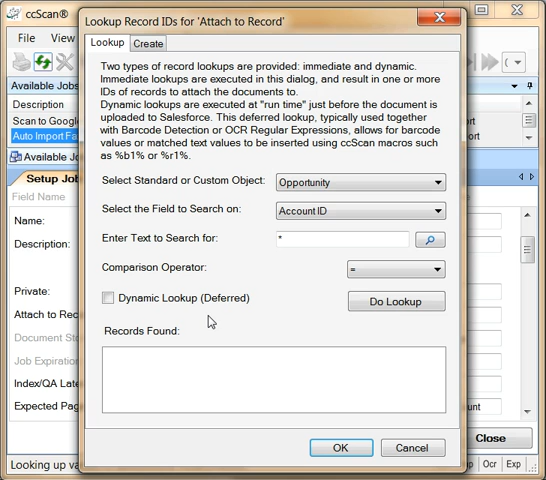 ccScan®
Lookup Record IDs for 'Attach to Record'
File View
Lookup Create
Available Jobs
Description
Scan to Google
Auto Import Fa
Available
Setup Job
Field Name
Name:
Description:
Private:
Attach to Reco
Document Sto
Job Expiration
Index/QA Late
Expected Pag
Looking up va
Two types of record lookups are provided: immediate and dynamic.
Immediate lookups are executed in this dialog, and result in one or more
IDs of records to attach the documents to.
Dynamic lookups are executed at "run time" just before the document is
uploaded to Salesforce. This deferred lookup, typically used together
with Barcode Detection or OCR Regular Expressions, allows for barcode
values or matched text values to be inserted using ccScan macros such
as %b1% or %r1%.
Select Standard or Custom Object: Opportunity
Select the Field to Search on: Account ID
Enter Text to Search for: *
Comparison Operator: =
Dynamic Lookup (Deferred) Do Lookup
Records Found:
OK Cancel
port
port
ount
Close
Ocr Exp